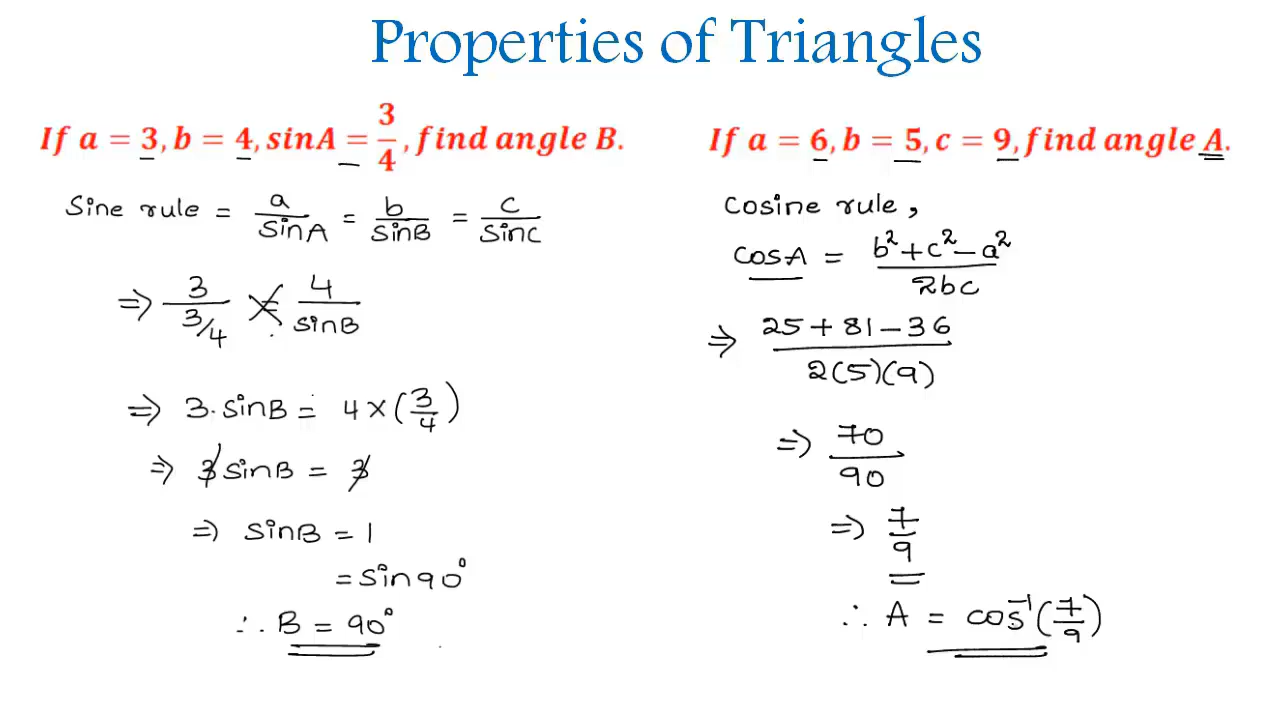 Properties of Triangles
If a = 3, b = 4, sinA = 3/4, find angle B.
Sine rule = a/sinA = b/sinB = c/sinC
⇒ 3/(3/4) = 4/sinB
⇒ 3. sinB = 4 × (3/4)
⇒ 3 sinB = 3
⇒ sinB = 1
= sin90°
∴ B = 90°
If a = 6, b = 5, c = 9, find angle A.
Cosine rule,
cosA = b²+c²−a²/2bc
⇒ 25+81−36/2(5)(9)
⇒ 70/90
⇒ 7/9
∴ A = cos⁻¹(7/9)